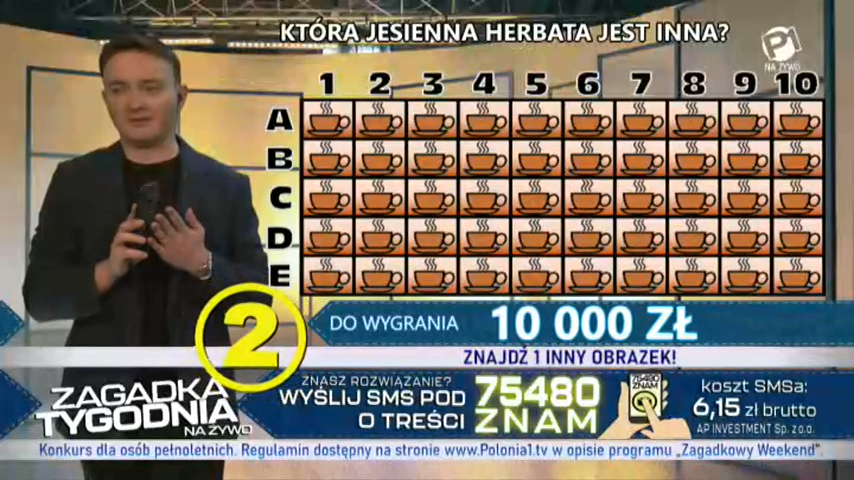 KTÓRA JESIENNA HERBATA JEST INNA?
P1
NA ŻYWO
1 2 3 4 5 6 7 8 9 10
A
B
C
D
E
2
DO WYGRANIA 10 000 ZŁ
ZNAJDŹ 1 INNY OBRAZEK!
ZAGADKA
TYGODNIA
NA ŻYWO
ZNASZ ROZWIĄZANIE?
WYŚLIJ SMS POD
O TREŚCI
75480
ZNAM
75480
ZNAM
koszt SMSa:
6,15 zł brutto
AP INVESTMENT Sp. z o.o.
Konkurs dla osób pełnoletnich. Regulamin dostępny na stronie www.Polonia1.tv w opisie programu „Zagadkowy Weekend”.